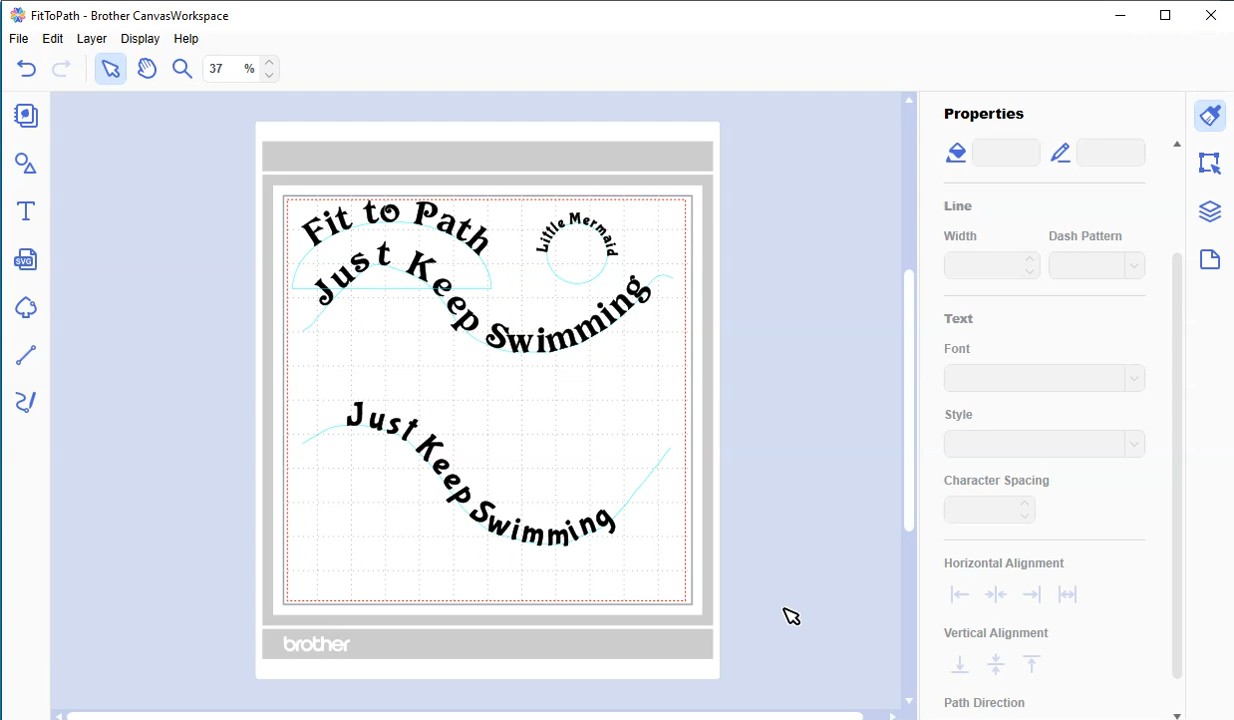 FitToPath - Brother CanvasWorkspace
File Edit Layer Display Help
37 %
Fit to Path
Little Mermaid
Just Keep Swimming
Just Keep Swimming
brother
Properties
Line
Width Dash Pattern
Text
Font
Style
Character Spacing
Horizontal Alignment
Vertical Alignment
Path Direction
T
SVG